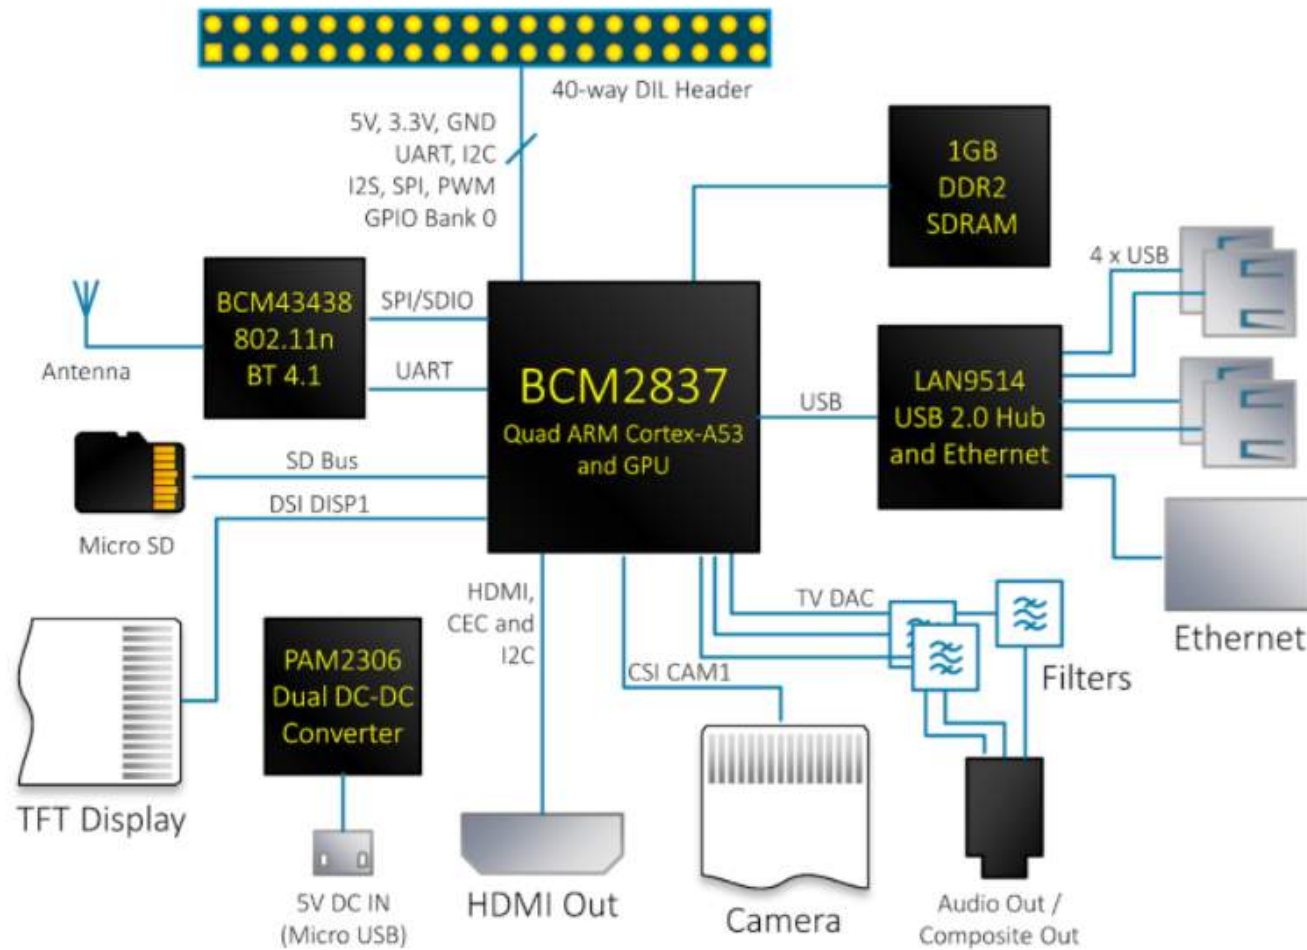 40-way DIL Header
5V, 3.3V, GND
UART, I2C
I2S, SPI, PWM
GPIO Bank 0
1GB
DDR2
SDRAM
4 x USB
BCM43438
802.11n
BT 4.1
SPI/SDIO
UART
Antenna
BCM2837
Quad ARM Cortex-A53
and GPU
USB
LAN9514
USB 2.0 Hub
and Ethernet
SD Bus
DSI DISP1
Micro SD
HDMI,
CEC and
I2C
TV DAC
CSI CAM1
Filters
Ethernet
PAM2306
Dual DC-DC
Converter
TFT Display
5V DC IN
(Micro USB)
HDMI Out
Camera
Audio Out /
Composite Out